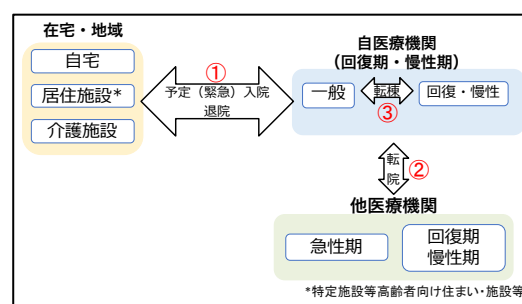 在宅・地域
自宅
居住施設*
介護施設
①
予定（緊急）入院
退院
自医療機関
（回復期・慢性期）
一般
転棟
③
回復・慢性
転院
②
他医療機関
急性期
回復期
慢性期
*特定施設等高齢者向け住まい・施設等